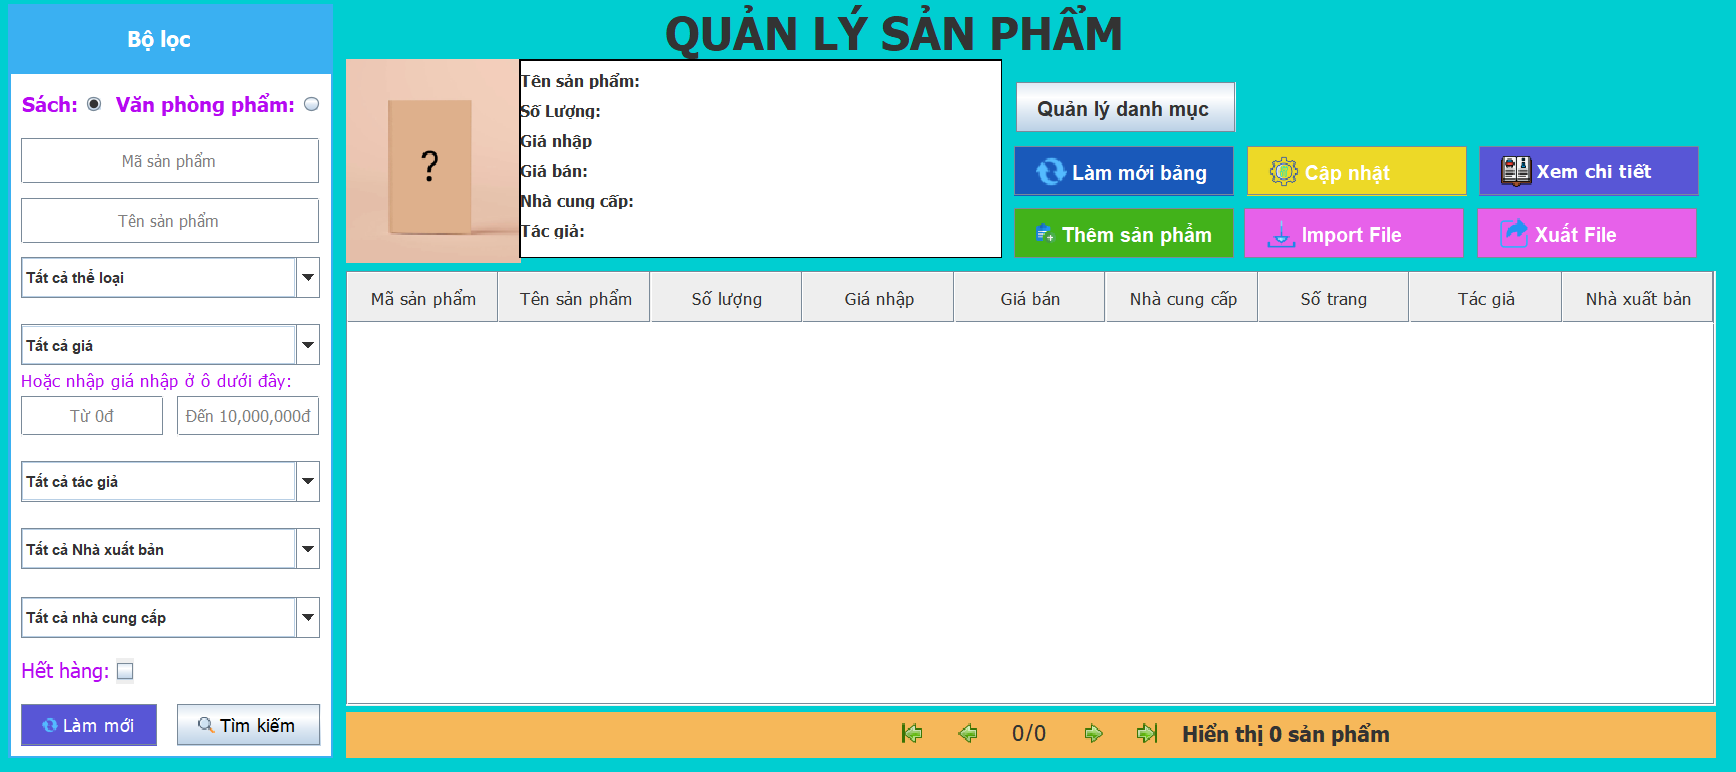 QUẢN LÝ SẢN PHẨM
Bộ lọc
Sách: Văn phòng phẩm:
Mã sản phẩm
Tên sản phẩm
Tất cả thể loại
Tất cả giá
Hoặc nhập giá nhập ở ô dưới đây:
Từ 0đ Đến 10,000,000đ
Tất cả tác giả
Tất cả Nhà xuất bản
Tất cả nhà cung cấp
Hết hàng:
Làm mới Tìm kiếm
?
Tên sản phẩm:
Số Lượng:
Giá nhập
Giá bán:
Nhà cung cấp:
Tác giả:
Quản lý danh mục
Làm mới bảng Cập nhật Xem chi tiết
Thêm sản phẩm Import File Xuất File
Mã sản phẩm Tên sản phẩm Số lượng Giá nhập Giá bán Nhà cung cấp Số trang Tác giả Nhà xuất bản
0/0 Hiển thị 0 sản phẩm